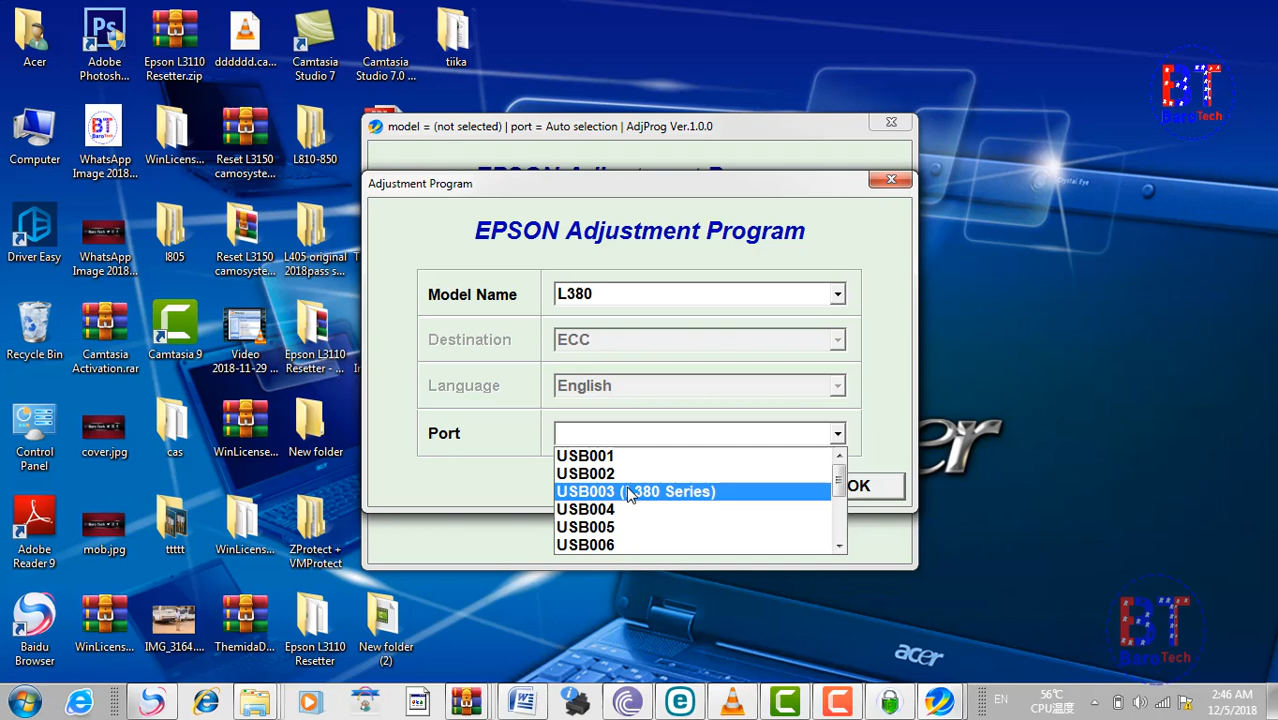 Acer
Adobe
Photosh...
Epson L3110
Resetter.zip
dddddd.ca...
Camtasia
Studio 7
Camtasia
Studio 7.0 ...
tiika
Computer
WhatsApp
Image 2018...
WinLicens...
Reset L3150
camosyste...
L810-850
Driver Easy
WhatsApp
Image 2018...
l805
Reset L3150
camosyste...
L405-original
2018pass s...
Recycle Bin
Camtasia
Activation.rar
Camtasia 9
Video
2018-11-29 ...
Epson L3110
Resetter - ...
Control
Panel
cover.jpg
cas
WinLicense...
New folder
Adobe
Reader 9
mob.jpg
ttttt
WinLicens...
ZProtect +
VMProtect
Baidu
Browser
WinLicens...
IMG_3164....
ThemidaD...
Epson L3110
Resetter
New folder
(2)
model = (not selected) | port = Auto selection | AdjProg Ver.1.0.0
Adjustment Program
EPSON Adjustment Program
Model Name
L380
Destination
ECC
Language
English
Port
USB001
USB002
USB003 (L380 Series)
USB004
USB005
USB006
OK
BT
BaroTech
Crystal Eye
acer
acer
BT
BaroTech
EN
56℃
CPU温度
2:46 AM
12/5/2018